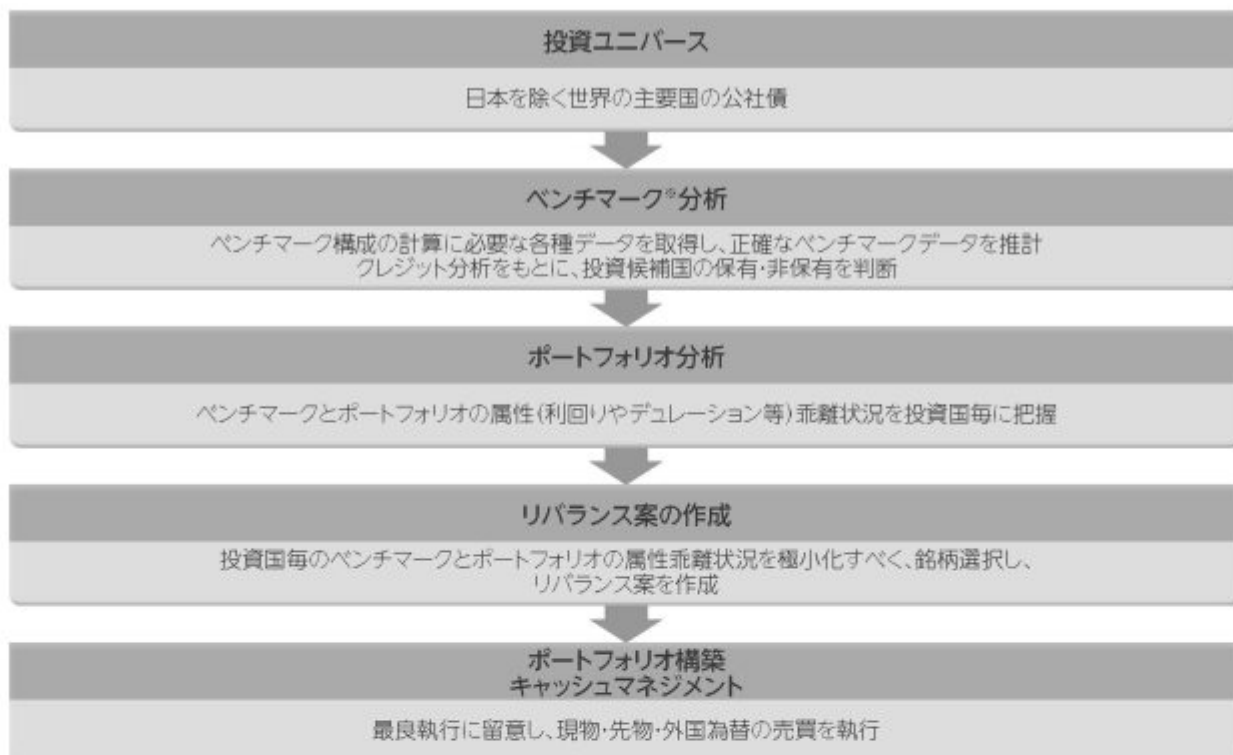 投資ユニバース
日本を除く世界の主要国の公社債
ベンチマーク※分析
ベンチマーク構成の計算に必要な各種データを取得し、正確なベンチマークデータを推計
クレジット分析をもとに、投資候補国の保有・非保有を判断
ポートフォリオ分析
ベンチマークとポートフォリオの属性(利回りやデュレーション等)乖離状況を投資国毎に把握
リバランス案の作成
投資国毎のベンチマークとポートフォリオの属性乖離状況を極小化すべく、銘柄選択し、
リバランス案を作成
ポートフォリオ構築
キャッシュマネジメント
最良執行に留意し、現物・先物・外国為替の売買を執行